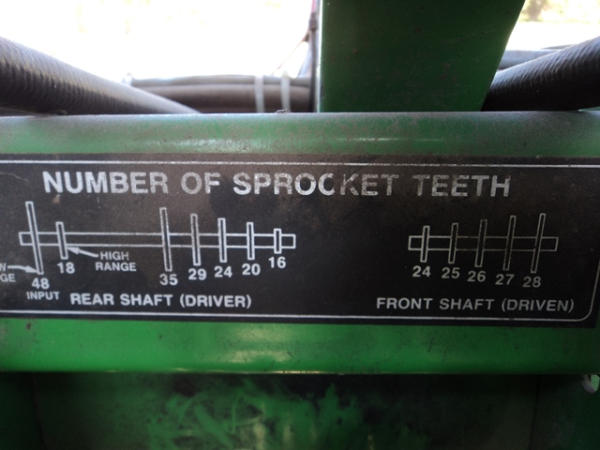 NUMBER OF SPROCKET TEETH
HIGH
RANGE
48
18
35
29
24
20
16
24
25
26
27
28
INPUT
REAR SHAFT (DRIVER)
FRONT SHAFT (DRIVEN)